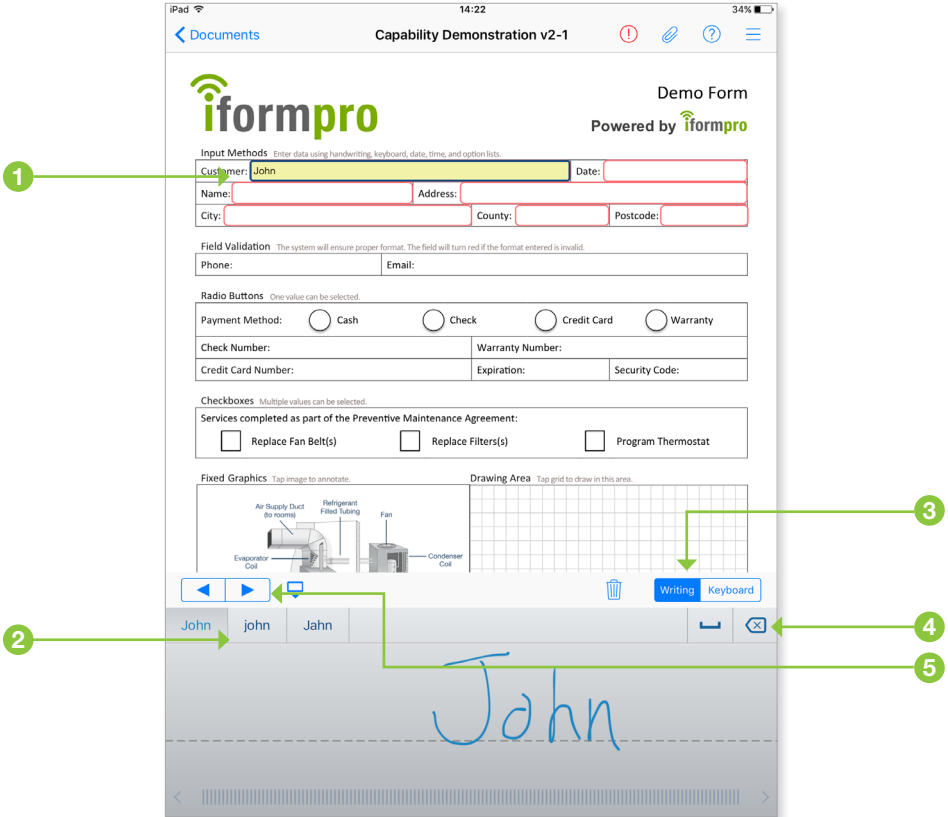 iPad 14:22 34%
Documents Capability Demonstration v2-1
iformpro Demo Form
Powered by iformpro
Input Methods Enter data using handwriting, keyboard, date, time, and option lists.
1
Customer: John Date:
Name: Address:
City: County: Postcode:
Field Validation The system will ensure proper format. The field will turn red if the format entered is invalid.
Phone: Email:
Radio Buttons One value can be selected.
Payment Method: Cash Check Credit Card Warranty
Check Number: Warranty Number:
Credit Card Number: Expiration: Security Code:
Checkboxes Multiple values can be selected.
Services completed as part of the Preventive Maintenance Agreement:
Replace Fan Belt(s) Replace Filters(s) Program Thermostat
Fixed Graphics Tap image to annotate. Drawing Area Tap grid to draw in this area.
Air Supply Duct
(to rooms)
Refrigerant
Filled Tubing
Fan
Evaporator
Coil
Condenser
Coil
3
Writing Keyboard
John john Jahn
2
4
5
John